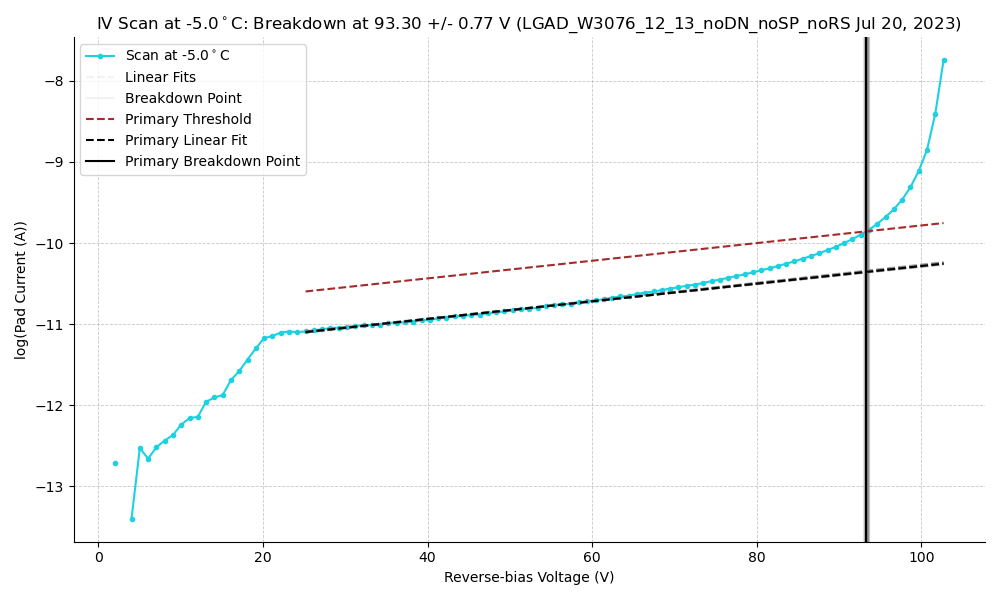 IV Scan at -5.0°C: Breakdown at 93.30 +/- 0.77 V (LGAD_W3076_12_13_noDN_noSP_noRS Jul 20, 2023)
Scan at -5.0°C
Linear Fits
Breakdown Point
Primary Threshold
Primary Linear Fit
Primary Breakdown Point
log(Pad Current (A))
−8
−9
−10
−11
−12
−13
0 20 40 60 80 100
Reverse-bias Voltage (V)